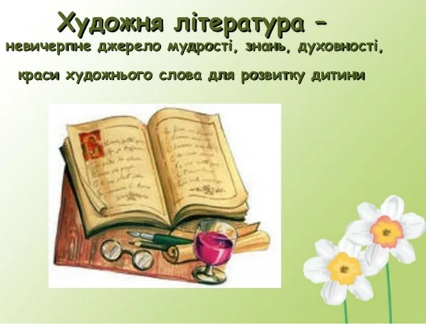 Художня література –
невичерпне джерело мудрості, знань, духовності,
краси художнього слова для розвитку дитини